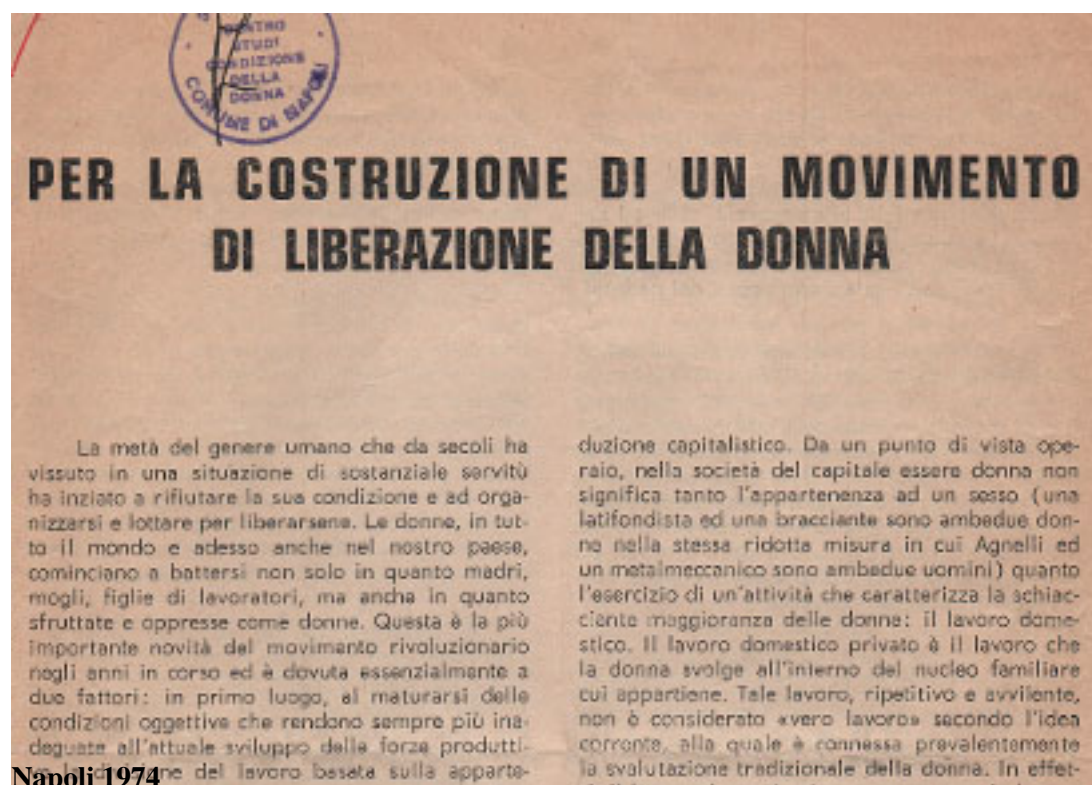 CENTRO
STUDI
CONDIZIONE
DELLA
DONNA
COMUNE DI NAPOLI
PER LA COSTRUZIONE DI UN MOVIMENTO
DI LIBERAZIONE DELLA DONNA
La metà del genere umano che da secoli ha
vissuto in una situazione di sostanziale servitù
ha inziato a rifiutare la sua condizione e ad orga-
nizzarsi e lottare per liberarsene. Le donne, in tut-
to il mondo e adesso anche nel nostro paese,
cominciano a battersi non solo in quanto madri,
mogli, figlie di lavoratori, ma anche in quanto
sfruttate e oppresse come donne. Questa è la più
importante novità del movimento rivoluzionario
negli anni in corso ed è dovuta essenzialmente a
due fattori: in primo luogo, al maturarsi delle
condizioni oggettive che rendono sempre più ina-
deguate all'attuale sviluppo delle forze produtti-
del lavoro basata sulla apparte-
Napoli 1974
duzione capitalistico. Da un punto di vista ope-
raio, nella società del capitale essere donna non
significa tanto l'appartenenza ad un sesso (una
latifondista ed una bracciante sono ambedue don-
ne nella stessa ridotta misura in cui Agnelli ed
un metalmeccanico sono ambedue uomini) quanto
l'esercizio di un'attività che caratterizza la schiac-
ciante maggioranza delle donne: il lavoro dome-
stico. Il lavoro domestico privato è il lavoro che
la donna svolge all'interno del nucleo familiare
cui appartiene. Tale lavoro, ripetitivo e avvilente,
non è considerato «vero lavoro» secondo l'idea
corrente, alla quale è connessa prevalentemente
la svalutazione tradizionale della donna. In effet-